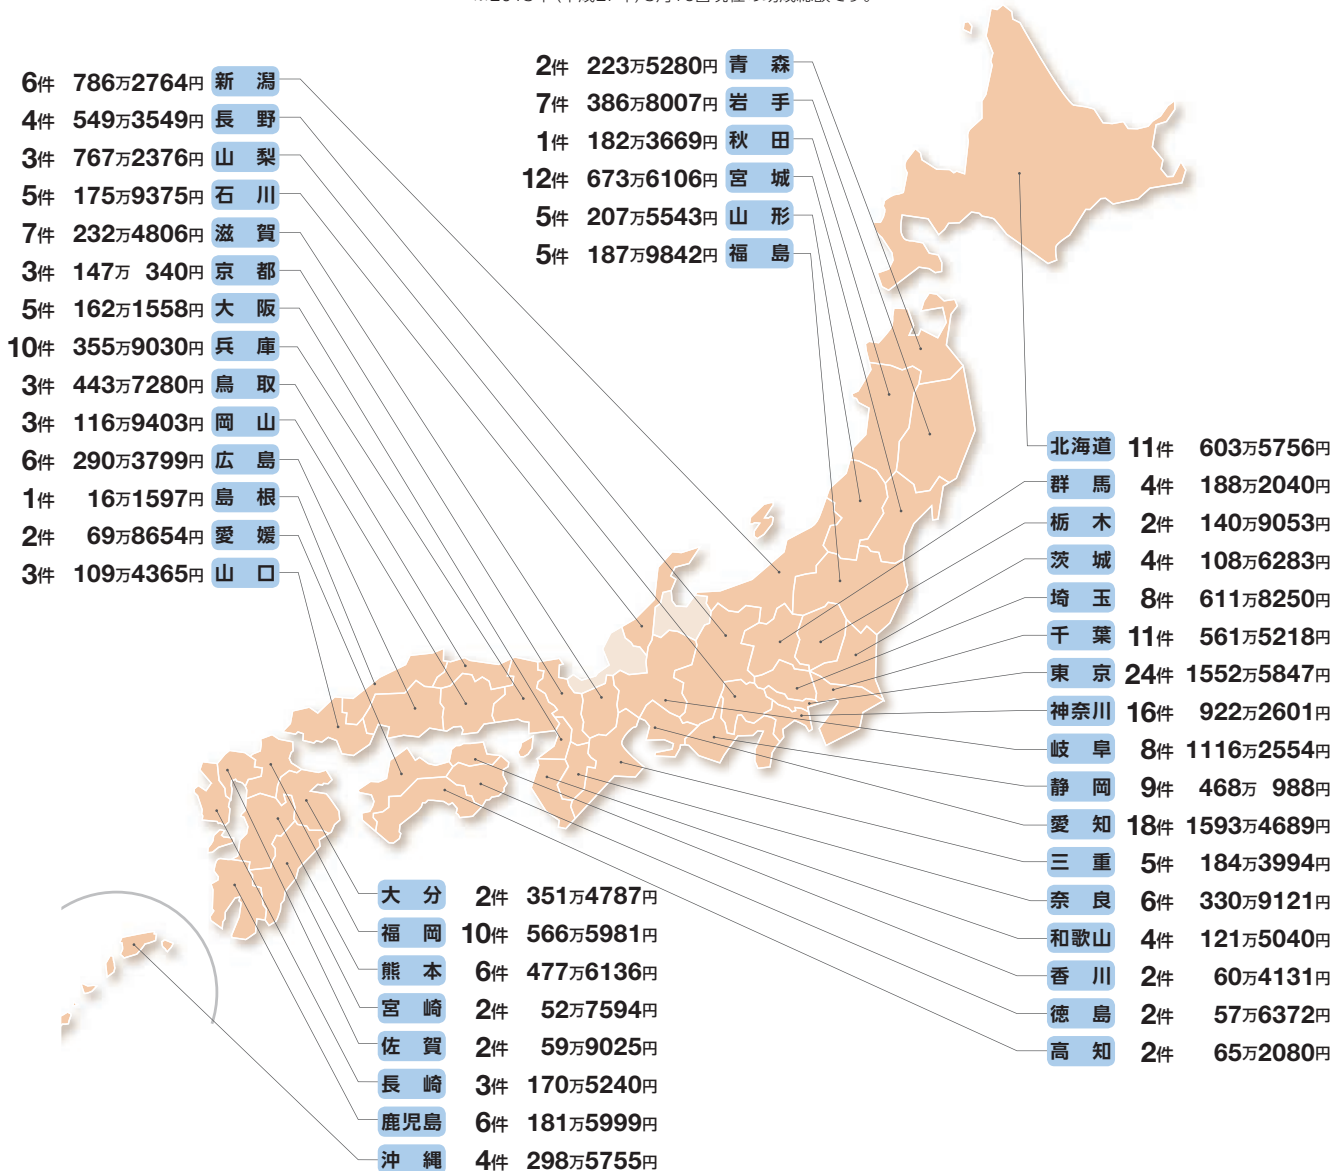 6件 786万2764円 新潟
4件 549万3549円 長野
3件 767万2376円 山梨
5件 175万9375円 石川
7件 232万4806円 滋賀
3件 147万 340円 京都
5件 162万1558円 大阪
10件 355万9030円 兵庫
3件 443万7280円 鳥取
3件 116万9403円 岡山
6件 290万3799円 広島
1件 16万1597円 島根
2件 69万8654円 愛媛
3件 109万4365円 山口
2件 223万5280円 青森
7件 386万8007円 岩手
1件 182万3669円 秋田
12件 673万6106円 宮城
5件 207万5543円 山形
5件 187万9842円 福島
北海道 11件 603万5756円
群馬 4件 188万2040円
栃木 2件 140万9053円
茨城 4件 108万6283円
埼玉 8件 611万8250円
千葉 11件 561万5218円
東京 24件 1552万5847円
神奈川 16件 922万2601円
岐阜 8件 1116万2554円
静岡 9件 468万 988円
愛知 18件 1593万4689円
三重 5件 184万3994円
奈良 6件 330万9121円
和歌山 4件 121万5040円
香川 2件 60万4131円
徳島 2件 57万6372円
高知 2件 65万2080円
大分 2件 351万4787円
福岡 10件 566万5981円
熊本 6件 477万6136円
宮崎 2件 52万7594円
佐賀 2件 59万9025円
長崎 3件 170万5240円
鹿児島 6件 181万5999円
沖縄 4件 298万5755円